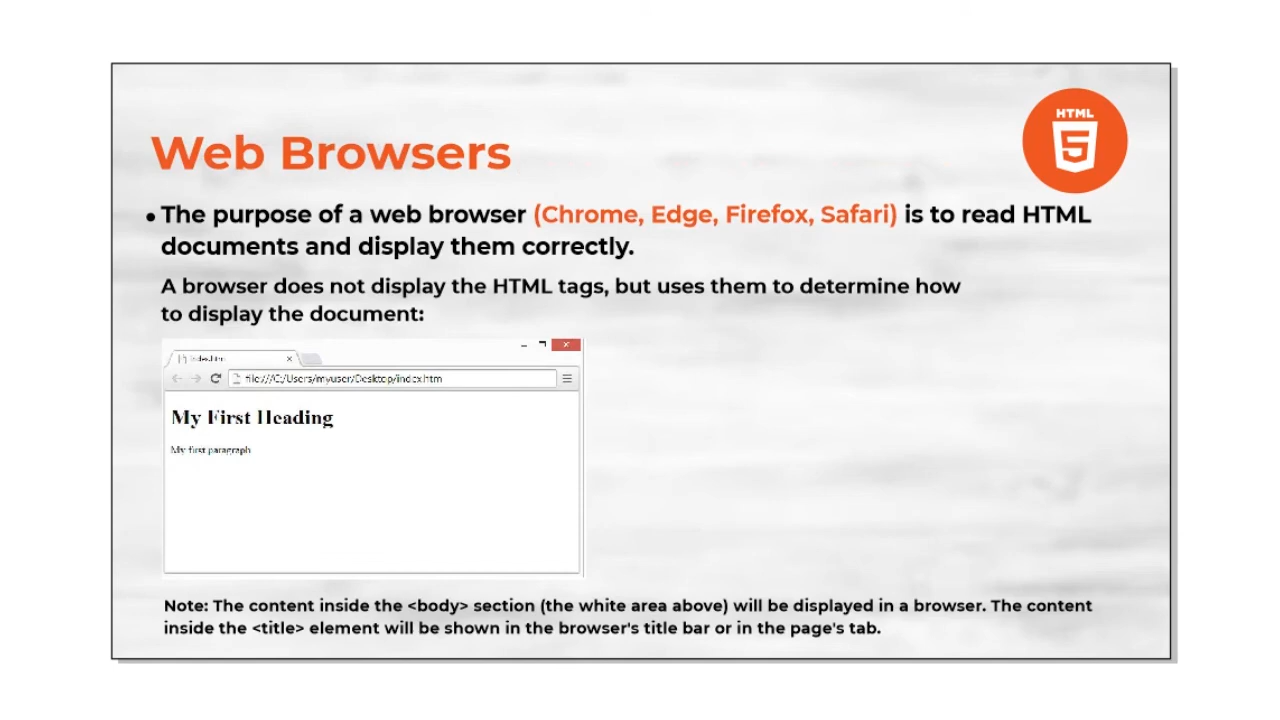 HTML
5
Web Browsers
• The purpose of a web browser (Chrome, Edge, Firefox, Safari) is to read HTML
documents and display them correctly.
A browser does not display the HTML tags, but uses them to determine how
to display the document:
index.htm
file:///C:/Users/myuser/Desktop/index.htm
My First Heading
My first paragraph
Note: The content inside the <body> section (the white area above) will be displayed in a browser. The content
inside the <title> element will be shown in the browser's title bar or in the page's tab.